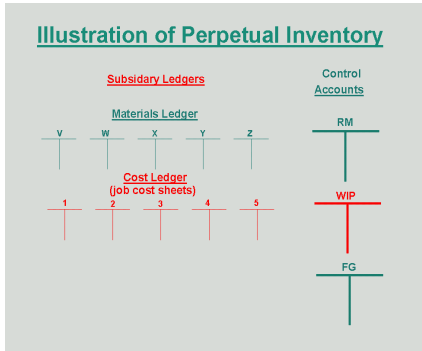 Illustration of Perpetual Inventory
Subsidary Ledgers
Materials Ledger
V W X Y Z
Cost Ledger
(job cost sheets)
1 2 3 4 5
Control
Accounts
RM
WIP
FG